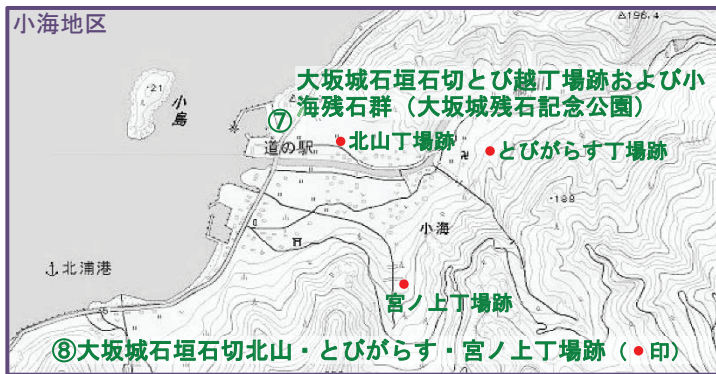 小海地区
198.4
・21
小島
大坂城石垣石切とび越丁場跡および小
海残石群（大坂城残石記念公園）
⑦
道の駅
●北山丁場跡
●とびがらす丁場跡
小海
・189
⚓北浦港
●
宮ノ上丁場跡
⑧大坂城石垣石切北山・とびがらす・宮ノ上丁場跡（●印）